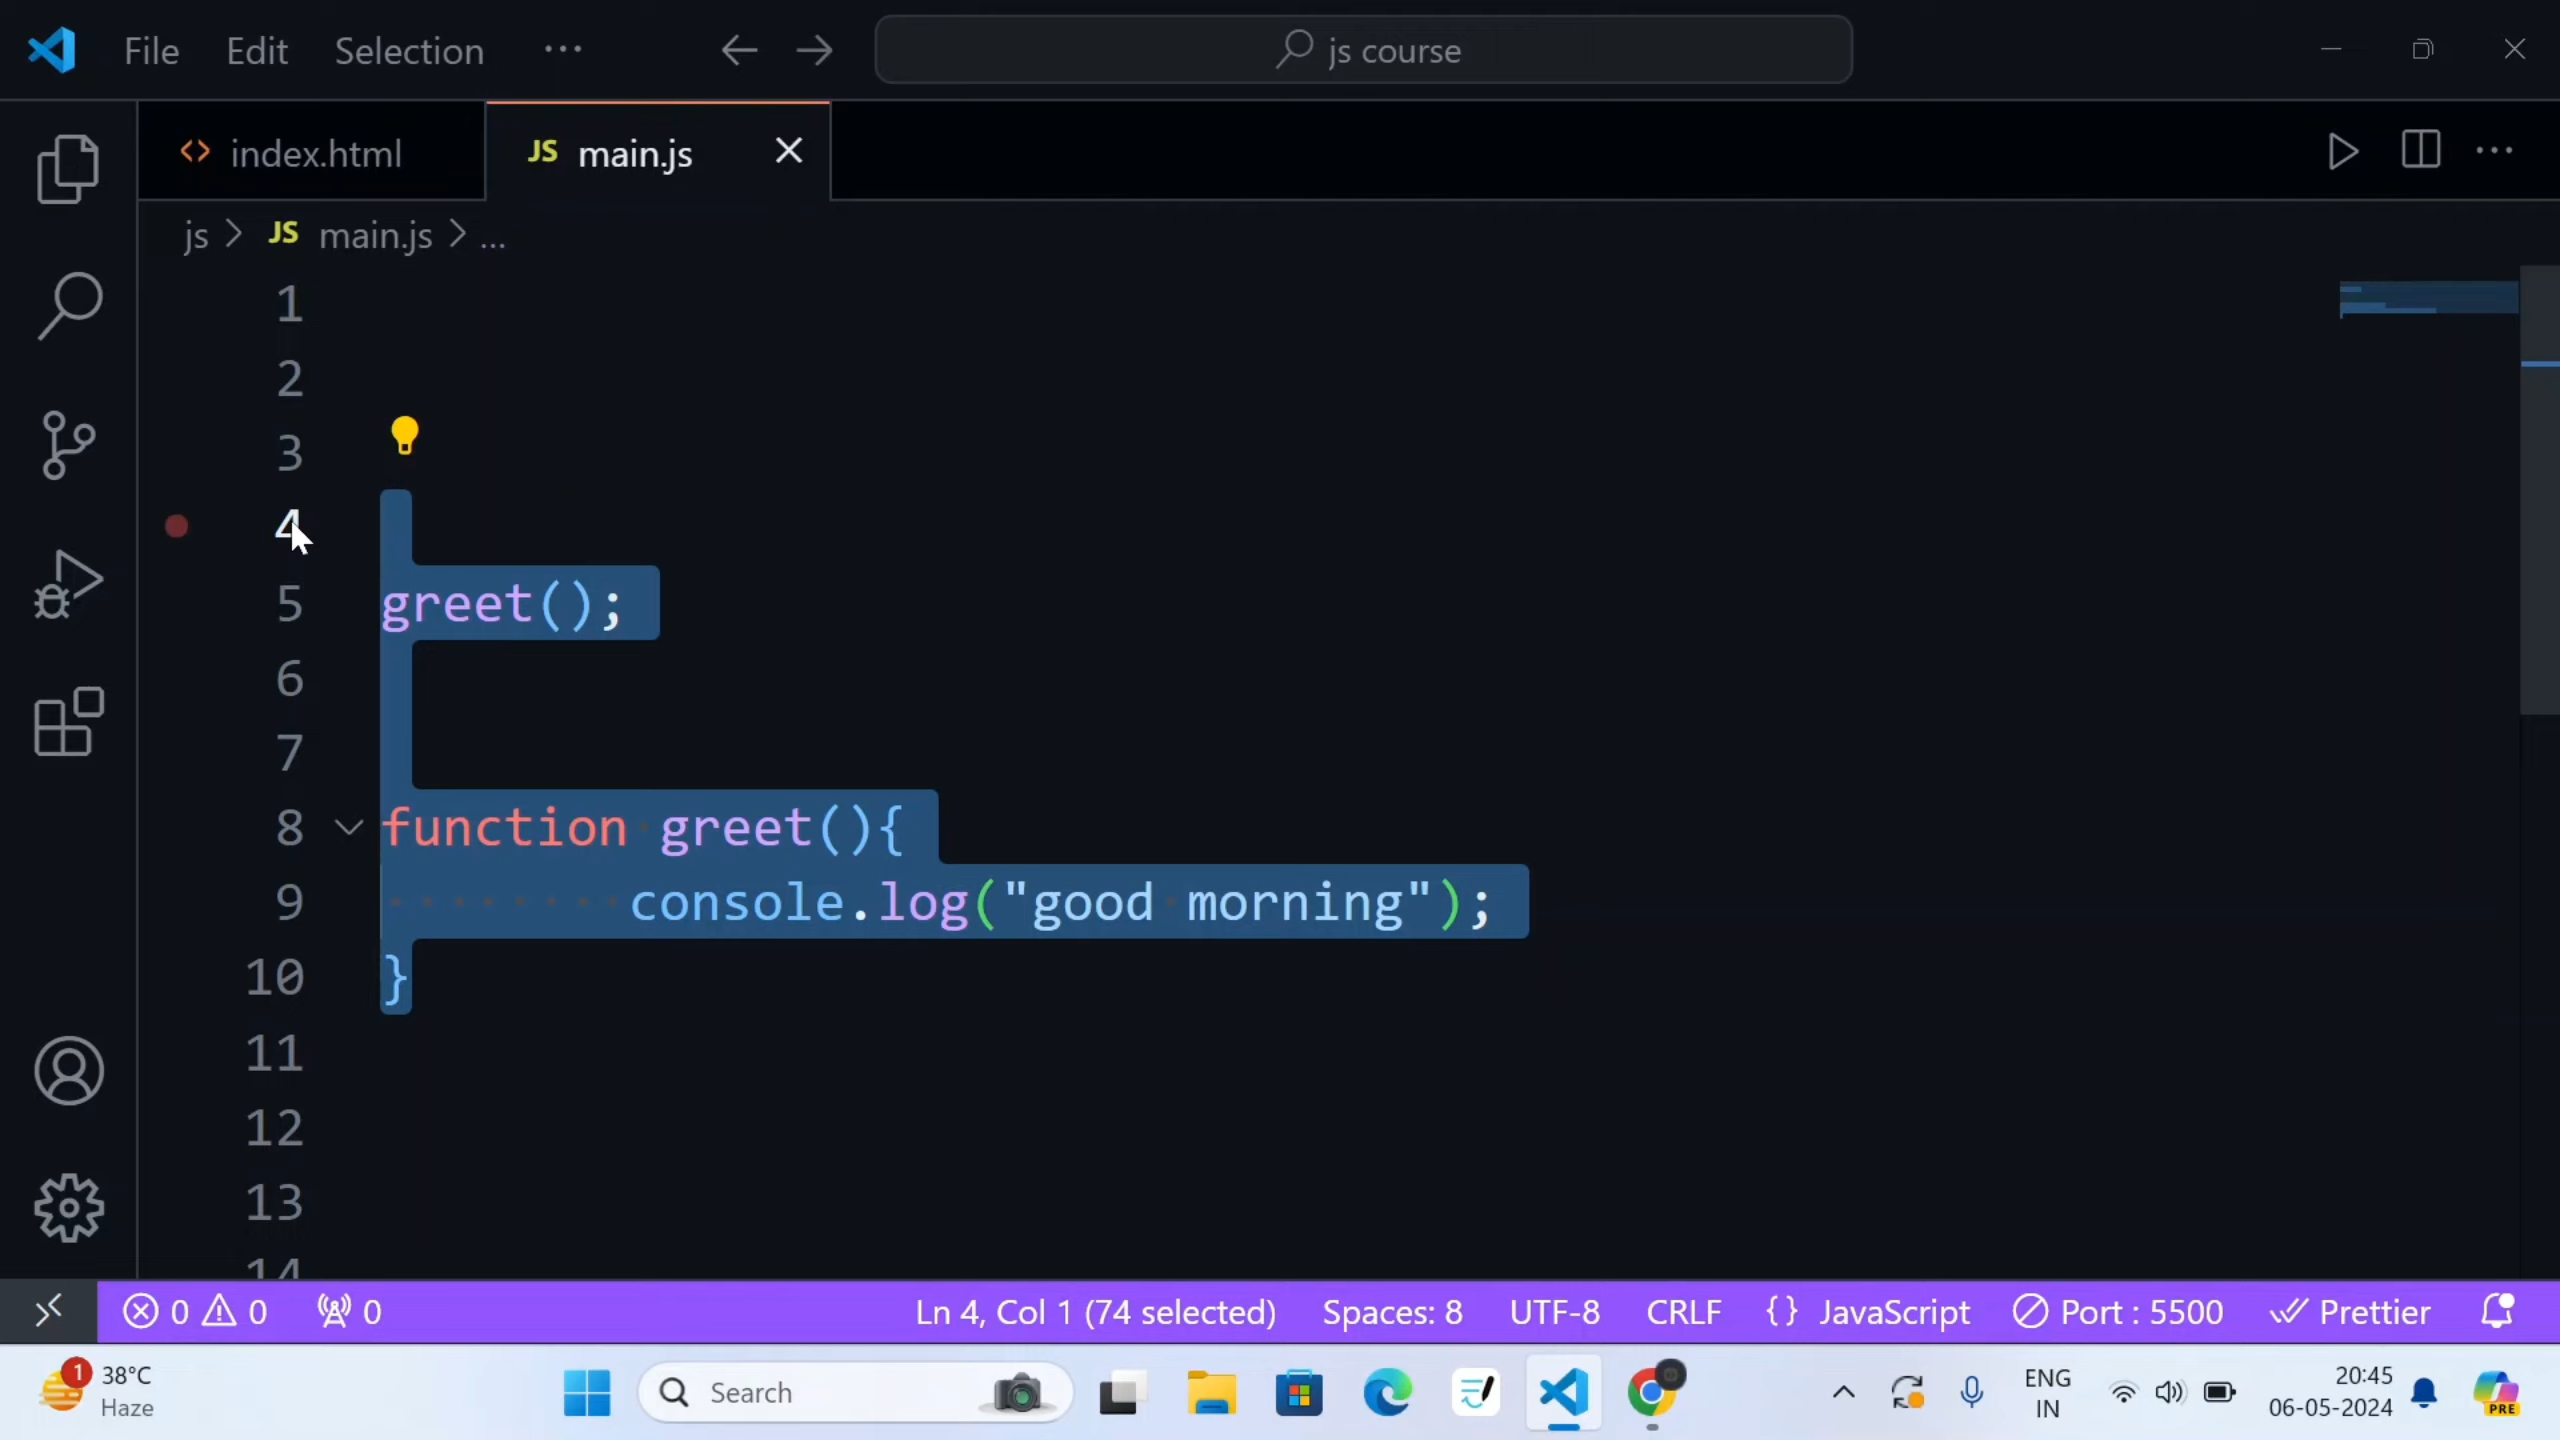 File Edit Selection ··· js course
index.html JS main.js
js > JS main.js > ...
1
2
3
4
5 greet();
6
7
8 function greet(){
9 console.log("good morning");
10 }
11
12
13
14
0 0 0 Ln 4, Col 1 (74 selected) Spaces: 8 UTF-8 CRLF {} JavaScript Port : 5500 Prettier
1 38°C Search ENG 20:45
Haze IN 06-05-2024 PRE